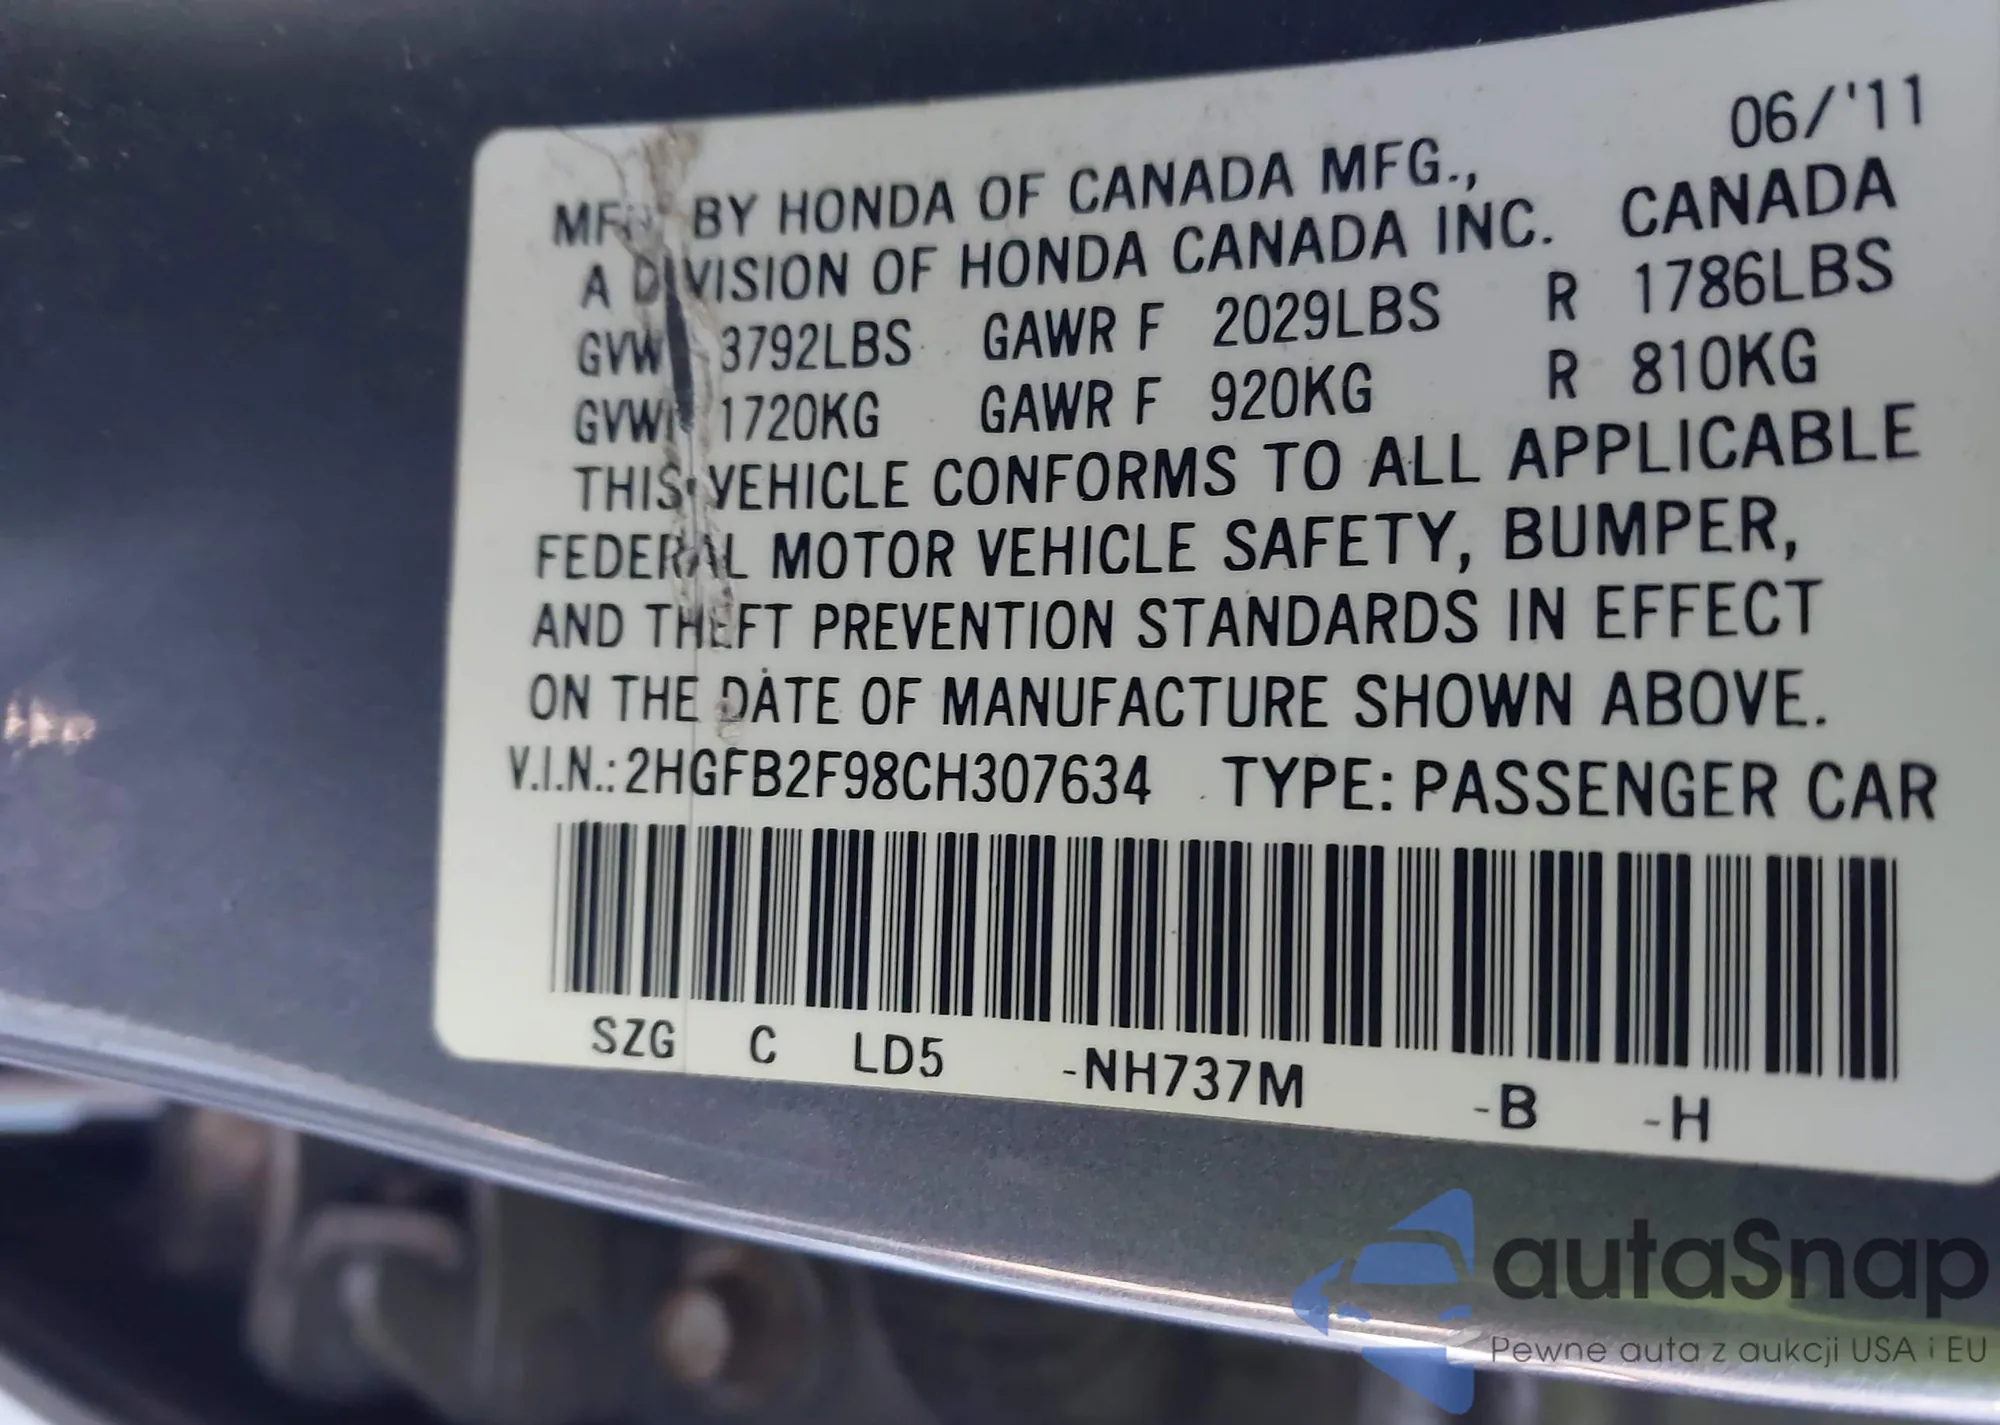 06/'11
MFD BY HONDA OF CANADA MFG.,
A DIVISION OF HONDA CANADA INC. CANADA
GVWR 3792LBS GAWR F 2029LBS R 1786LBS
GVWR 1720KG GAWR F 920KG R 810KG
THIS VEHICLE CONFORMS TO ALL APPLICABLE
FEDERAL MOTOR VEHICLE SAFETY, BUMPER,
AND THEFT PREVENTION STANDARDS IN EFFECT
ON THE DATE OF MANUFACTURE SHOWN ABOVE.
V.I.N.: 2HGFB2F98CH307634 TYPE: PASSENGER CAR
SZG C LD5 -NH737M -B -H
autaSnap
Pewne auta z aukcji USA i EU